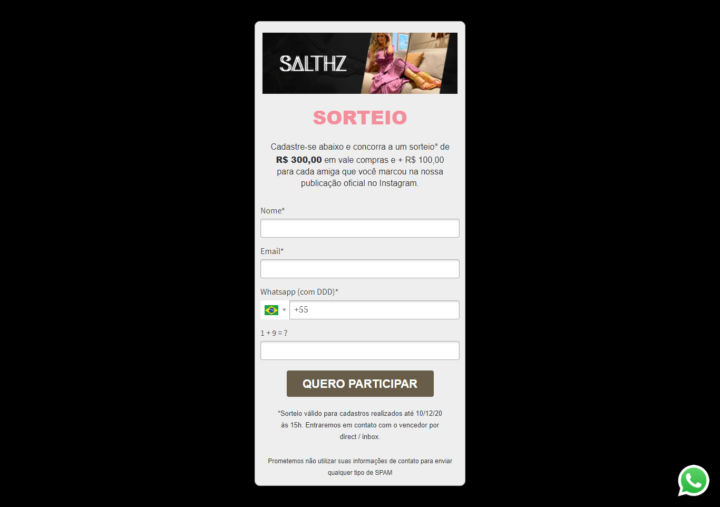 SALTHZ
SORTEIO
Cadastre-se abaixo e concorra a um sorteio* de
R$ 300,00 em vale compras e + R$ 100,00
para cada amiga que você marcou na nossa
publicação oficial no Instagram.
Nome*
Email*
Whatsapp (com DDD)*
+55
1 + 9 = ?
QUERO PARTICIPAR
*Sorteio válido para cadastros realizados até 10/12/20
às 15h. Entraremos em contato com o vencedor por
direct / inbox.
Prometemos não utilizar suas informações de contato para enviar
qualquer tipo de SPAM